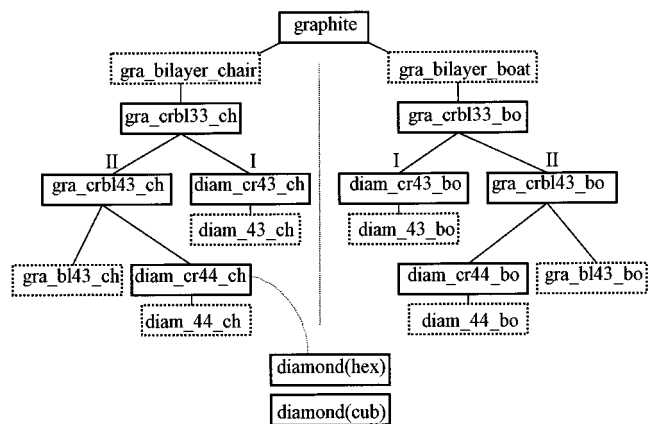 graphite
gra_bilayer_chair
gra_bilayer_boat
gra_crbl33_ch
gra_crbl33_bo
II
I
I
II
gra_crbl43_ch
diam_cr43_ch
diam_cr43_bo
gra_crbl43_bo
diam_43_ch
diam_43_bo
gra_bl43_ch
diam_cr44_ch
diam_cr44_bo
gra_bl43_bo
diam_44_ch
diam_44_bo
diamond(hex)
diamond(cub)